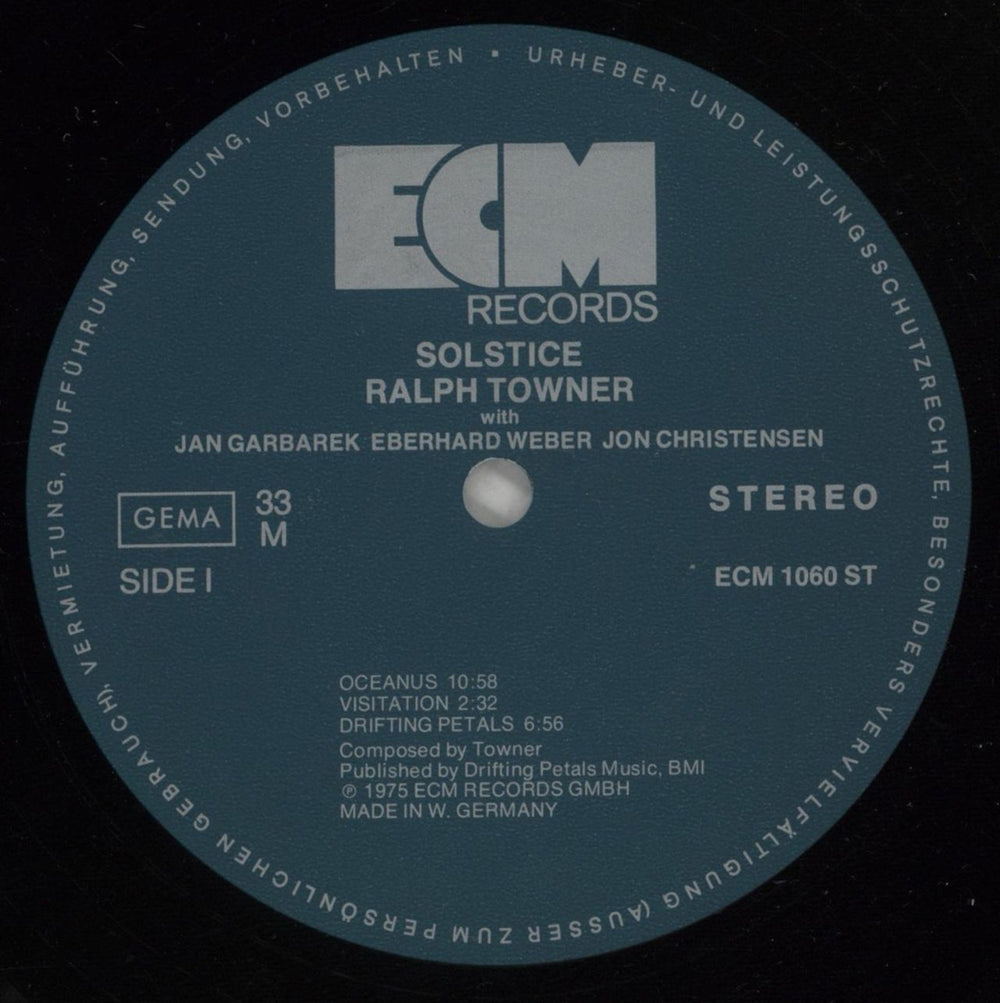 URHEBER- UND LEISTUNGSSCHUTZRECHTE, BESONDERS VERVIELFÄLTIGUNG (AUSSER ZUM PERSÖNLICHEN GEBRAUCH), VERMIETUNG, AUFFÜHRUNG, SENDUNG, VORBEHALTEN ▪
ECM
RECORDS
SOLSTICE
RALPH TOWNER
with
JAN GARBAREK EBERHARD WEBER JON CHRISTENSEN
GEMA 33 STEREO
M
SIDE I ECM 1060 ST
OCEANUS 10:58
VISITATION 2:32
DRIFTING PETALS 6:56
Composed by Towner
Published by Drifting Petals Music, BMI
℗ 1975 ECM RECORDS GMBH
MADE IN W. GERMANY